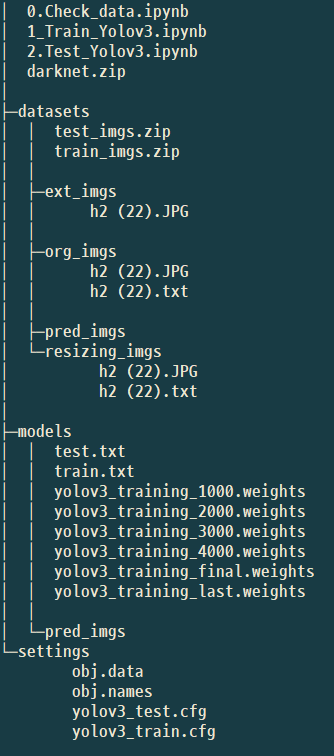 0.Check_data.ipynb
1_Train_Yolov3.ipynb
2.Test_Yolov3.ipynb
darknet.zip
datasets
test_imgs.zip
train_imgs.zip
ext_imgs
h2 (22).JPG
org_imgs
h2 (22).JPG
h2 (22).txt
pred_imgs
resizing_imgs
h2 (22).JPG
h2 (22).txt
models
test.txt
train.txt
yolov3_training_1000.weights
yolov3_training_2000.weights
yolov3_training_3000.weights
yolov3_training_4000.weights
yolov3_training_final.weights
yolov3_training_last.weights
pred_imgs
settings
obj.data
obj.names
yolov3_test.cfg
yolov3_train.cfg